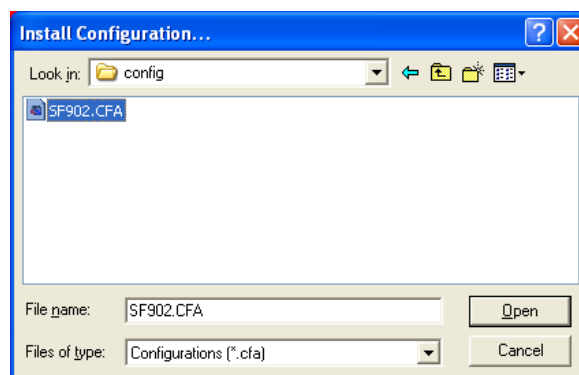 Install Configuration...
Look in: config
SF902.CFA
File name: SF902.CFA Open
Files of type: Configurations (*.cfa) Cancel